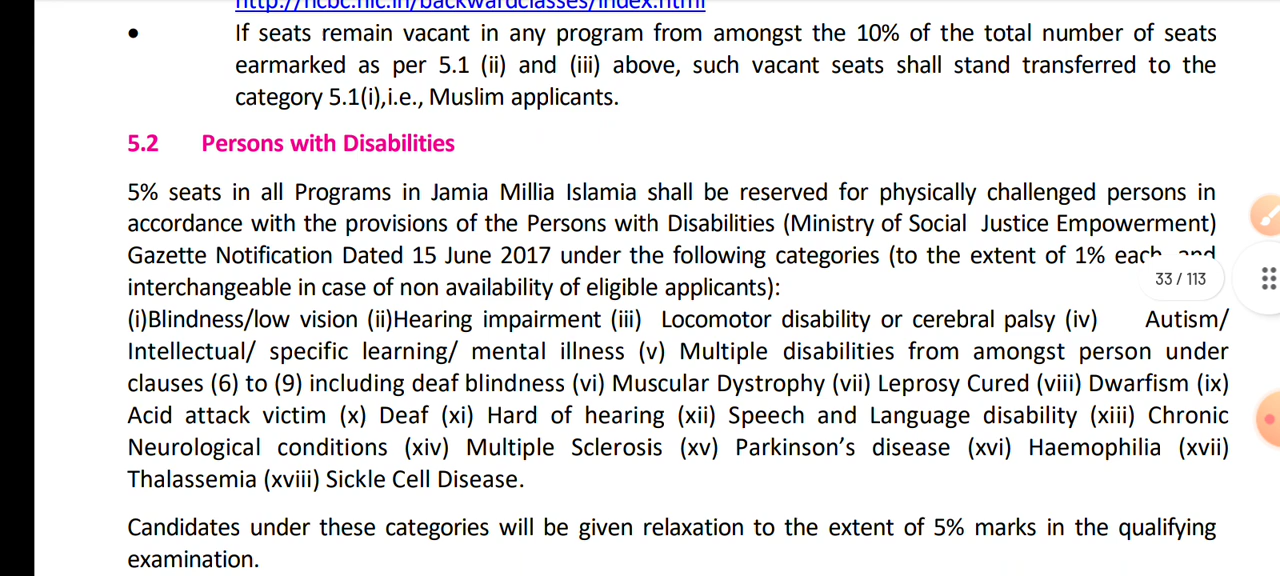 http://ncbc.nic.in/backwardclasses/index.html
• If seats remain vacant in any program from amongst the 10% of the total number of seats
earmarked as per 5.1 (ii) and (iii) above, such vacant seats shall stand transferred to the
category 5.1(i),i.e., Muslim applicants.
5.2 Persons with Disabilities
5% seats in all Programs in Jamia Millia Islamia shall be reserved for physically challenged persons in
accordance with the provisions of the Persons with Disabilities (Ministry of Social Justice Empowerment)
Gazette Notification Dated 15 June 2017 under the following categories (to the extent of 1% each and
33 / 113
interchangeable in case of non availability of eligible applicants):
(i)Blindness/low vision (ii)Hearing impairment (iii) Locomotor disability or cerebral palsy (iv) Autism/
Intellectual/ specific learning/ mental illness (v) Multiple disabilities from amongst person under
clauses (6) to (9) including deaf blindness (vi) Muscular Dystrophy (vii) Leprosy Cured (viii) Dwarfism (ix)
Acid attack victim (x) Deaf (xi) Hard of hearing (xii) Speech and Language disability (xiii) Chronic
Neurological conditions (xiv) Multiple Sclerosis (xv) Parkinson's disease (xvi) Haemophilia (xvii)
Thalassemia (xviii) Sickle Cell Disease.
Candidates under these categories will be given relaxation to the extent of 5% marks in the qualifying
examination.